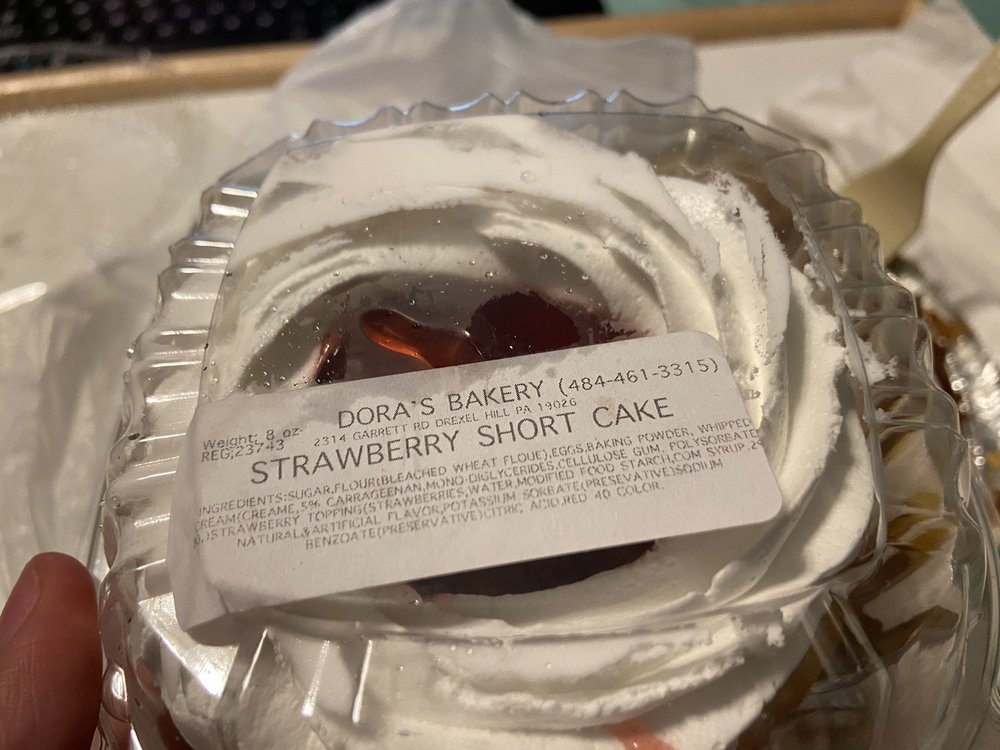 DORA'S BAKERY (484-461-3315)
Weight: 8 oz. 2314 GARRETT RD DREXEL HILL PA 19026
REG:23743
STRAWBERRY SHORT CAKE
INGREDIENTS:SUGAR,FLOUR(BLEACHED WHEAT FLOUE),EGGS,BAKING POWDER, WHIPPED
CREAM(CREAME,5% CARRAGEENAN,MONO-DIGLYCERIDES,CELLULOSE GUM, POLYSORBATE
STRAWBERRY TOPPING(STRAWBERRIES,WATER,MODIFIED FOOD STARCH,COM SYRUP,
NATURAL&ARTIFICIAL FLAVOR,POTASSIUM SORBATE(PRESEVATIVE)SODIUM
BENZOATE(PRESERVATIVE)CITRIC ACID,RED 40 COLOR.